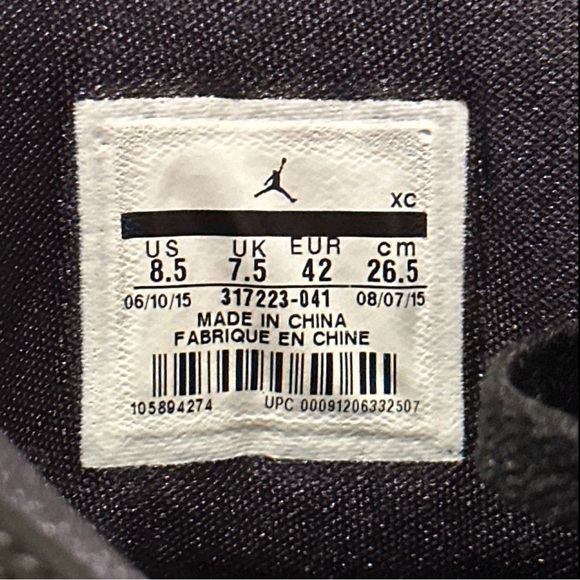 XC
US UK EUR cm
8.5 7.5 42 26.5
06/10/15 317223-041 08/07/15
MADE IN CHINA
FABRIQUE EN CHINE
105894274 UPC 00091206332507